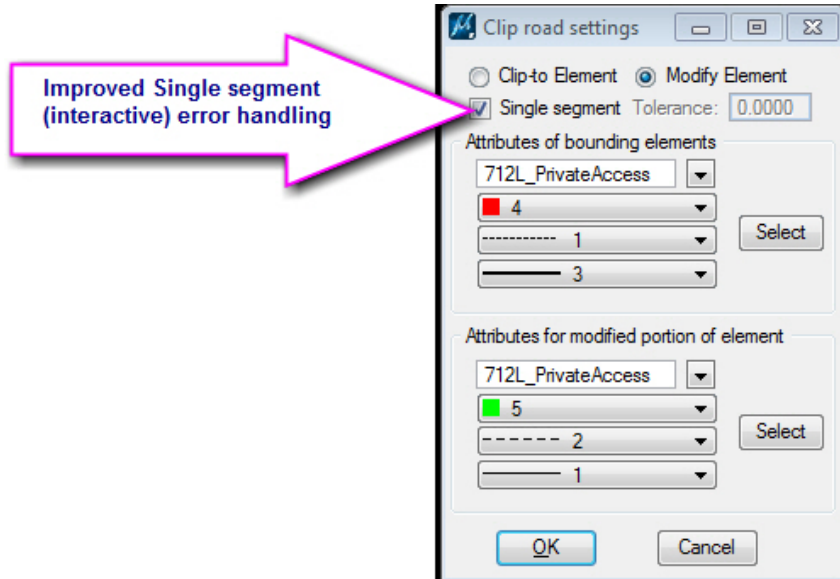 Clip road settings
Improved Single segment
(interactive) error handling
Clip-to Element Modify Element
Single segment Tolerance: 0.0000
Attributes of bounding elements
712L_PrivateAccess
4
1
Select
3
Attributes for modified portion of element
712L_PrivateAccess
5
2
Select
1
OK Cancel